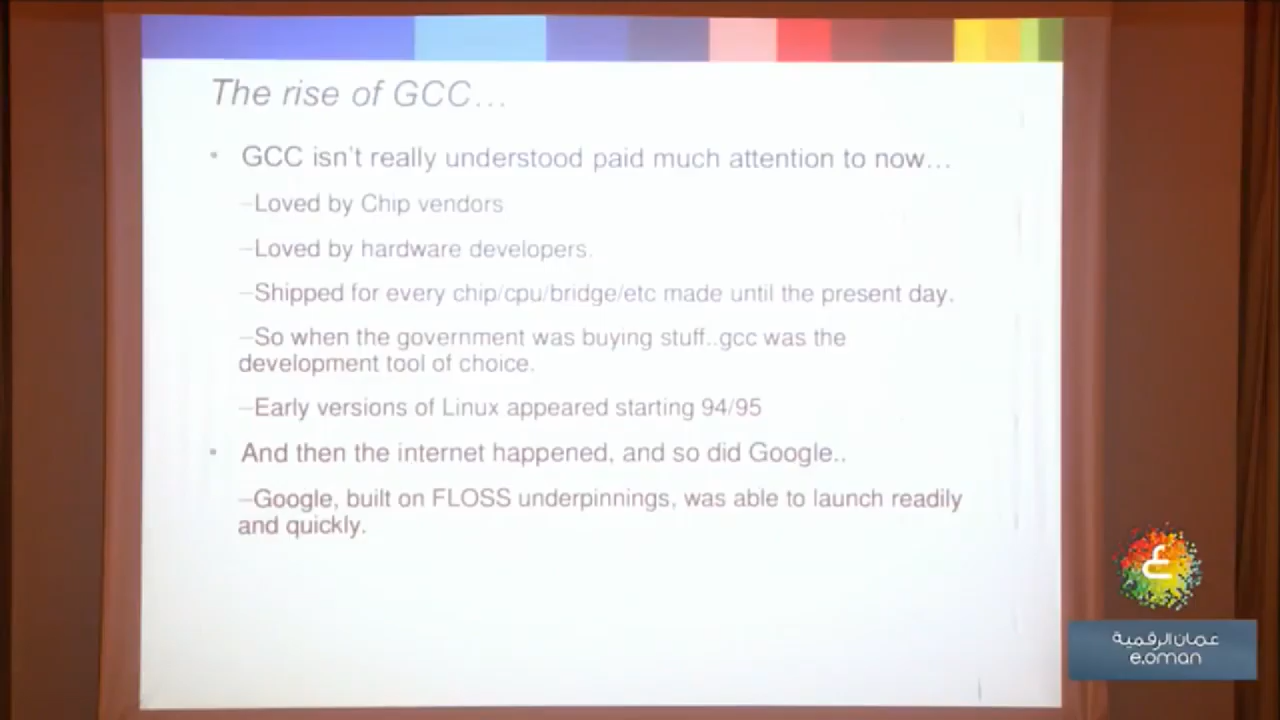 The rise of GCC...
• GCC isn't really understood paid much attention to now...
–Loved by Chip vendors
–Loved by hardware developers.
–Shipped for every chip/cpu/bridge/etc made until the present day.
–So when the government was buying stuff..gcc was the
development tool of choice.
–Early versions of Linux appeared starting 94/95
• And then the internet happened, and so did Google..
–Google, built on FLOSS underpinnings, was able to launch readily
and quickly.
ع
عمان الرقمية
e.oman